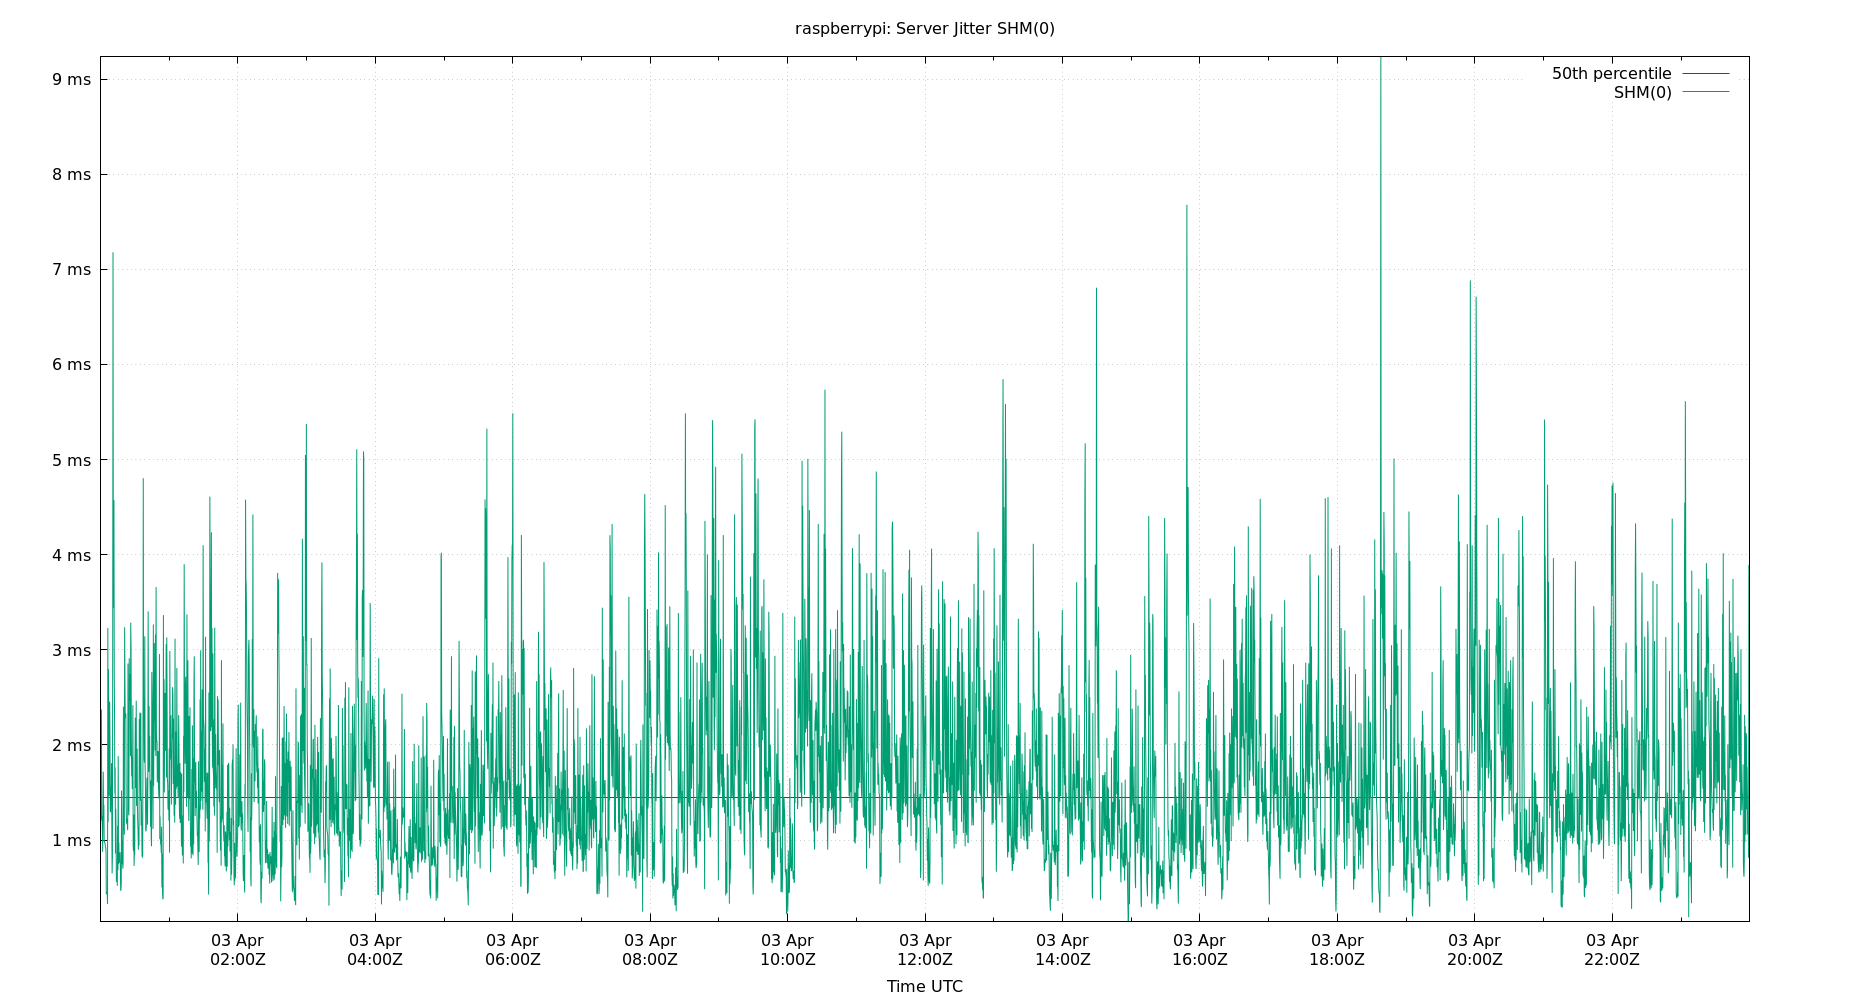 raspberrypi: Server Jitter SHM(0)
50th percentile
SHM(0)
9 ms
8 ms
7 ms
6 ms
5 ms
4 ms
3 ms
2 ms
1 ms
03 Apr 03 Apr 03 Apr 03 Apr 03 Apr 03 Apr 03 Apr 03 Apr 03 Apr 03 Apr 03 Apr
02:00Z 04:00Z 06:00Z 08:00Z 10:00Z 12:00Z 14:00Z 16:00Z 18:00Z 20:00Z 22:00Z
Time UTC